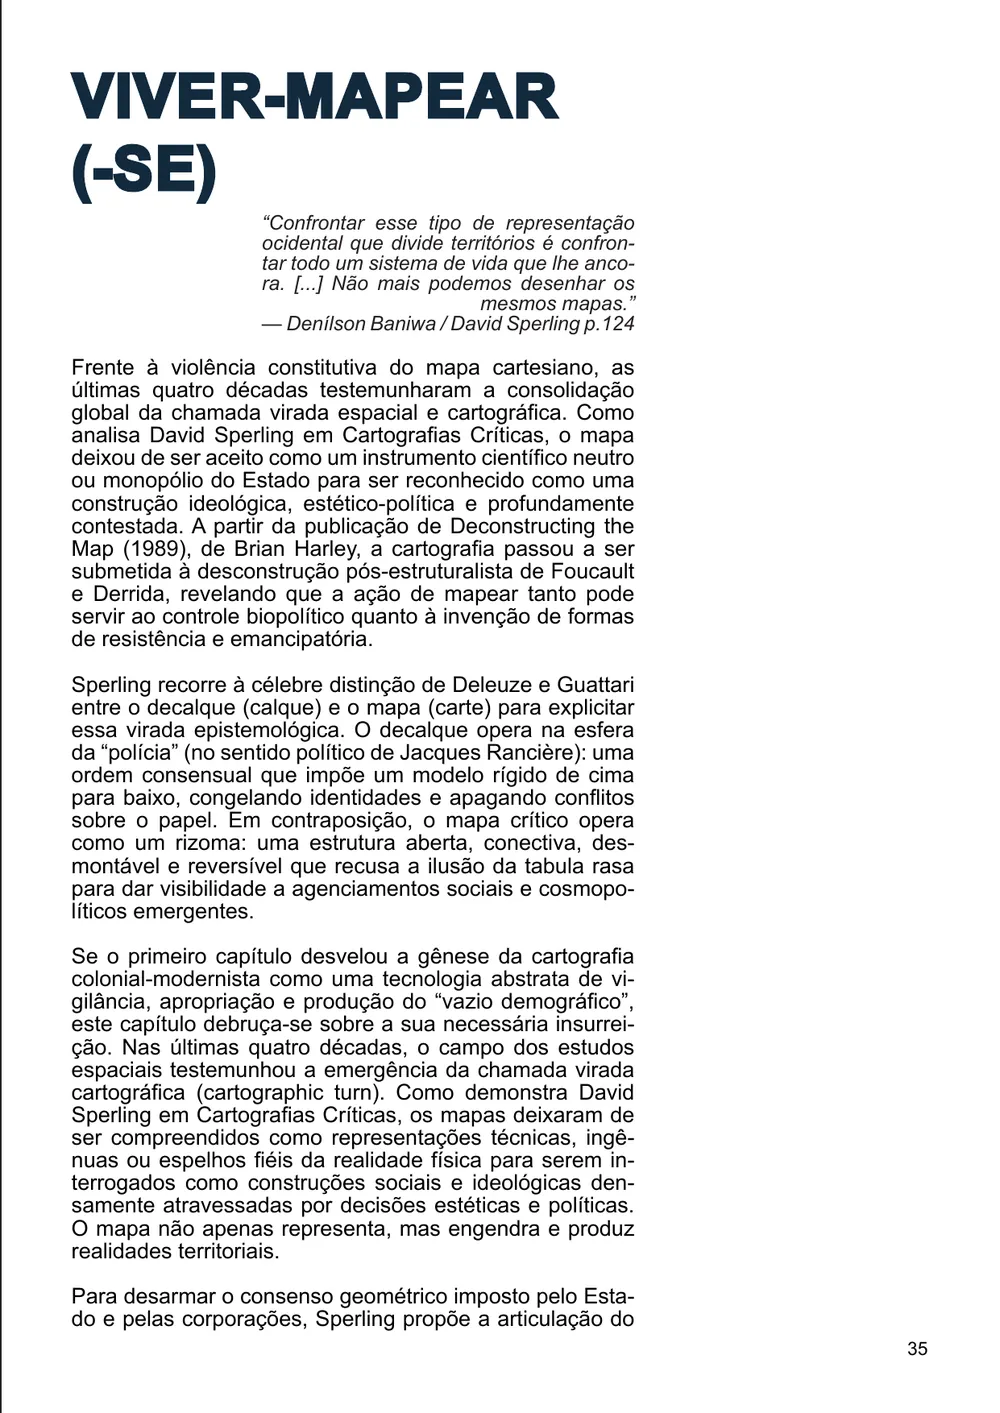 VIVER-MAPEAR
(-SE)
“Confrontar esse tipo de representação
ocidental que divide territórios é confron-
tar todo um sistema de vida que lhe anco-
ra. [...] Não mais podemos desenhar os
mesmos mapas.”
— Denílson Baniwa / David Sperling p.124
Frente à violência constitutiva do mapa cartesiano, as
últimas quatro décadas testemunharam a consolidação
global da chamada virada espacial e cartográfica. Como
analisa David Sperling em Cartografias Críticas, o mapa
deixou de ser aceito como um instrumento científico neutro
ou monopólio do Estado para ser reconhecido como uma
construção ideológica, estético-política e profundamente
contestada. A partir da publicação de Deconstructing the
Map (1989), de Brian Harley, a cartografia passou a ser
submetida à desconstrução pós-estruturalista de Foucault
e Derrida, revelando que a ação de mapear tanto pode
servir ao controle biopolítico quanto à invenção de formas
de resistência e emancipatória.
Sperling recorre à célebre distinção de Deleuze e Guattari
entre o decalque (calque) e o mapa (carte) para explicitar
essa virada epistemológica. O decalque opera na esfera
da “polícia” (no sentido político de Jacques Rancière): uma
ordem consensual que impõe um modelo rígido de cima
para baixo, congelando identidades e apagando conflitos
sobre o papel. Em contraposição, o mapa crítico opera
como um rizoma: uma estrutura aberta, conectiva, des-
montável e reversível que recusa a ilusão da tabula rasa
para dar visibilidade a agenciamentos sociais e cosmopo-
líticos emergentes.
Se o primeiro capítulo desvelou a gênese da cartografia
colonial-modernista como uma tecnologia abstrata de vi-
gilância, apropriação e produção do “vazio demográfico”,
este capítulo debruça-se sobre a sua necessária insurrei-
ção. Nas últimas quatro décadas, o campo dos estudos
espaciais testemunhou a emergência da chamada virada
cartográfica (cartographic turn). Como demonstra David
Sperling em Cartografias Críticas, os mapas deixaram de
ser compreendidos como representações técnicas, ingê-
nuas ou espelhos fiéis da realidade física para serem in-
terrogados como construções sociais e ideológicas den-
samente atravessadas por decisões estéticas e políticas.
O mapa não apenas representa, mas engendra e produz
realidades territoriais.
Para desarmar o consenso geométrico imposto pelo Esta-
do e pelas corporações, Sperling propõe a articulação do
35